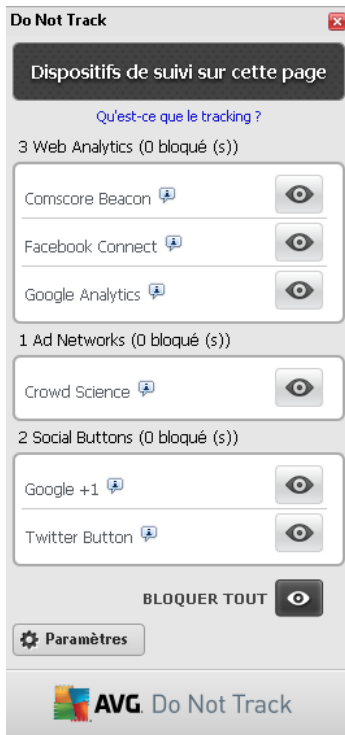 Do Not Track
Dispositifs de suivi sur cette page
Qu'est-ce que le tracking ?
3 Web Analytics (0 bloqué (s))
Comscore Beacon
Facebook Connect
Google Analytics
1 Ad Networks (0 bloqué (s))
Crowd Science
2 Social Buttons (0 bloqué (s))
Google +1
Twitter Button
BLOQUER TOUT
Paramètres
AVG. Do Not Track